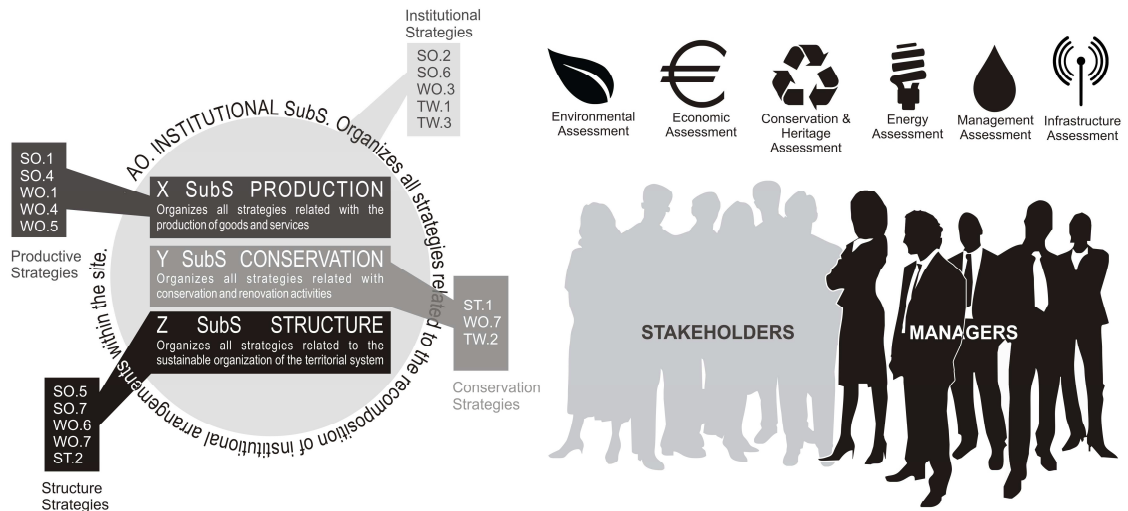 Institutional
Strategies
SO.2
SO.6
WO.3
TW.1
TW.3
AO. INSTITUTIONAL SubS. Organizes all strategies related to the recomposition of institutional arrangements within the site.
SO.1
SO.4
WO.1
WO.4
WO.5
Productive
Strategies
X SubS PRODUCTION
Organizes all strategies related with the
production of goods and services
Y SubS CONSERVATION
Organizes all strategies related with
conservation and renovation activities
Z SubS STRUCTURE
Organizes all strategies related to the
sustainable organization of the territorial system
ST.1
WO.7
TW.2
Conservation
Strategies
SO.5
SO.7
WO.6
WO.7
ST.2
Structure
Strategies
Environmental
Assessment
Economic
Assessment
Conservation &
Heritage
Assessment
Energy
Assessment
Management
Assessment
Infrastructure
Assessment
STAKEHOLDERS
MANAGERS